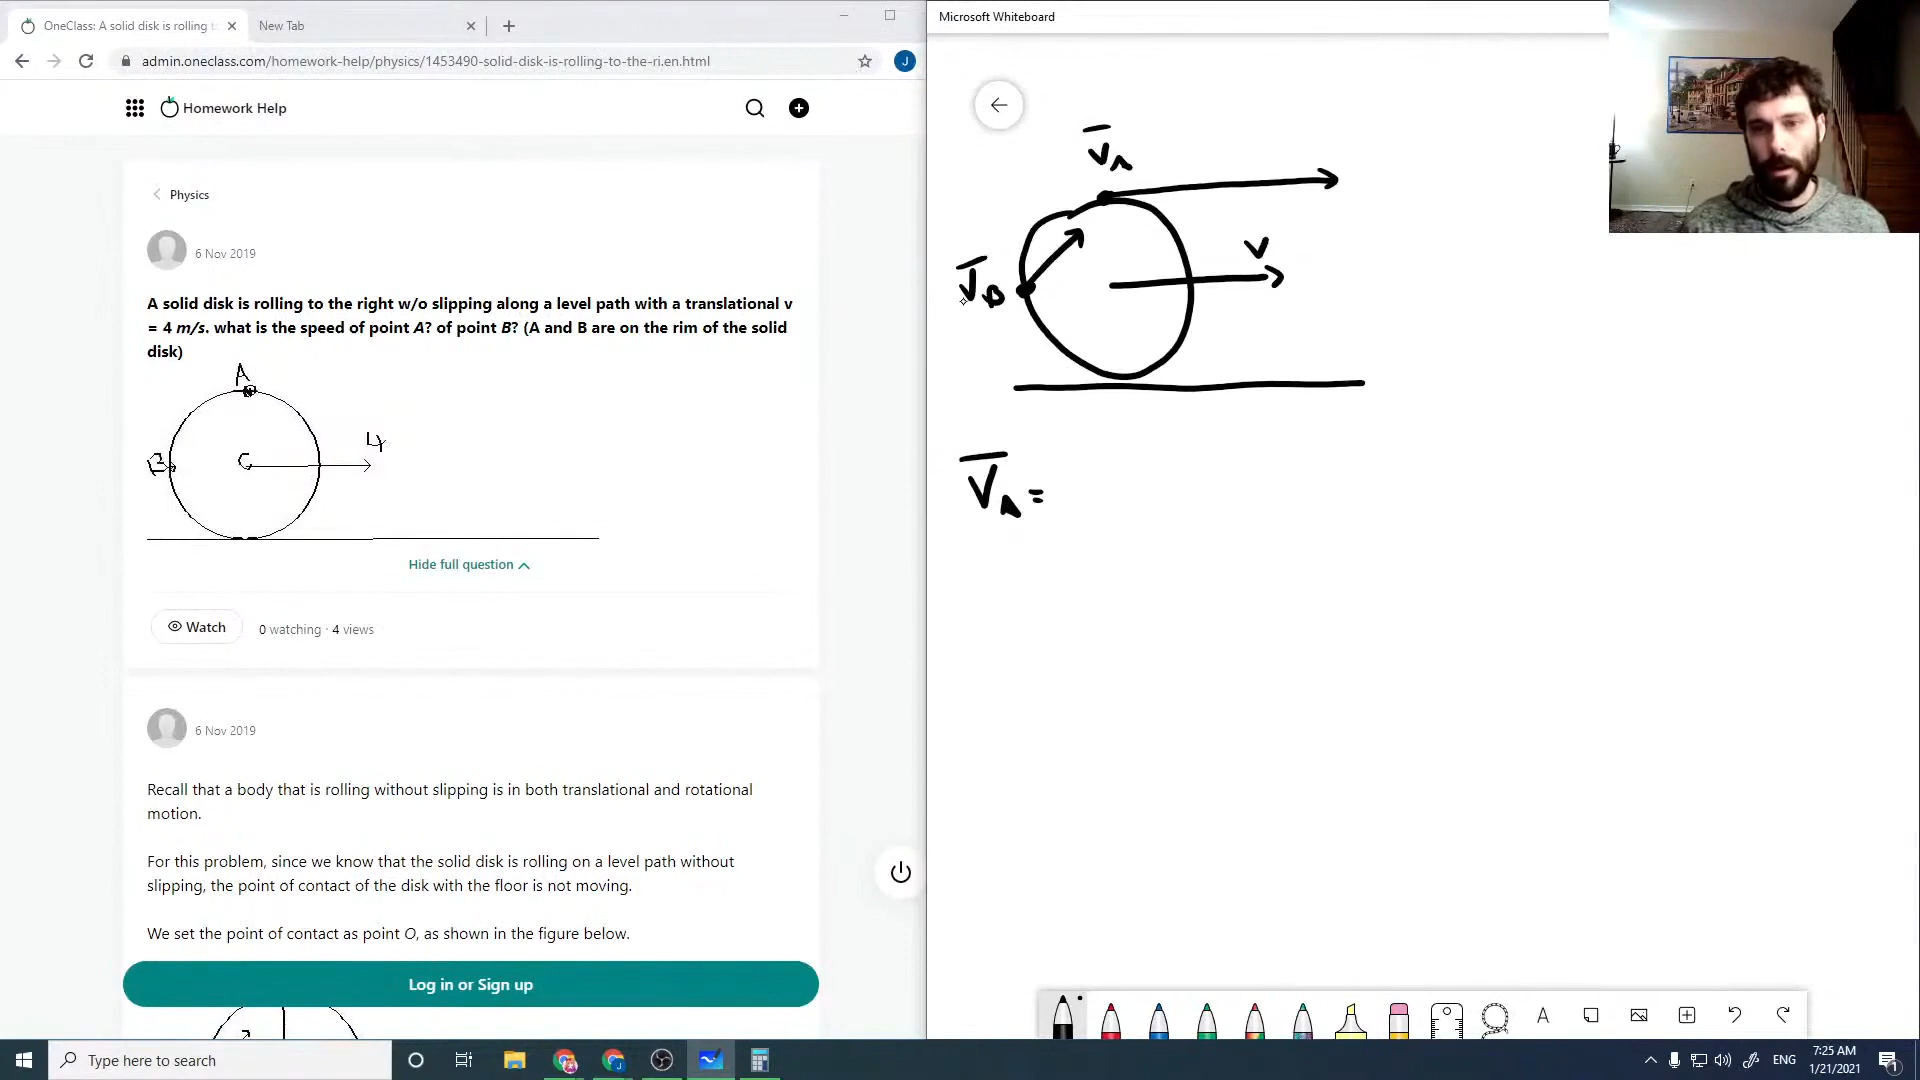 OneClass: A solid disk is rolling t
New Tab
Microsoft Whiteboard
admin.oneclass.com/homework-help/physics/1453490-solid-disk-is-rolling-to-the-ri.en.html
J
Homework Help
Physics
6 Nov 2019
A solid disk is rolling to the right w/o slipping along a level path with a translational v
= 4 m/s. what is the speed of point A? of point B? (A and B are on the rim of the solid
disk)
A
B
C
4
Hide full question
Watch
0 watching · 4 views
6 Nov 2019
Recall that a body that is rolling without slipping is in both translational and rotational
motion.
For this problem, since we know that the solid disk is rolling on a level path without
slipping, the point of contact of the disk with the floor is not moving.
We set the point of contact as point O, as shown in the figure below.
Log in or Sign up
V̅A
V
V̅B
V̅A =
A
Type here to search
ENG
7:25 AM
1/21/2021
1